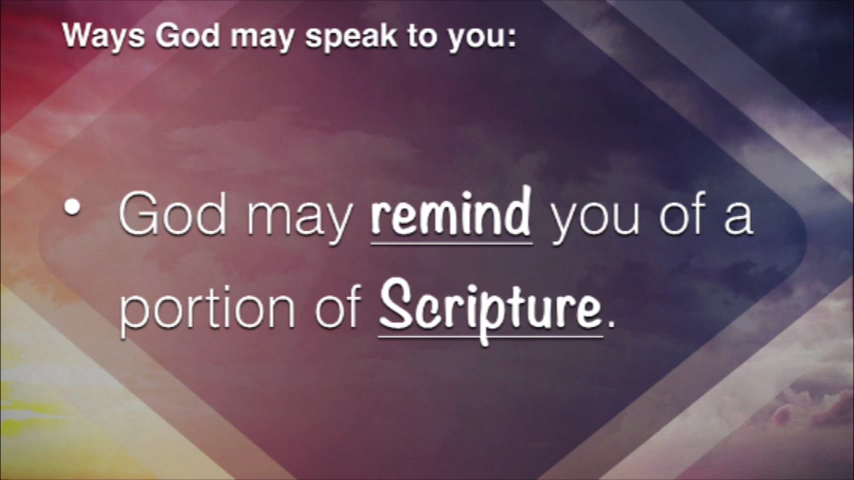 Ways God may speak to you:
• God may remind you of a
portion of Scripture.